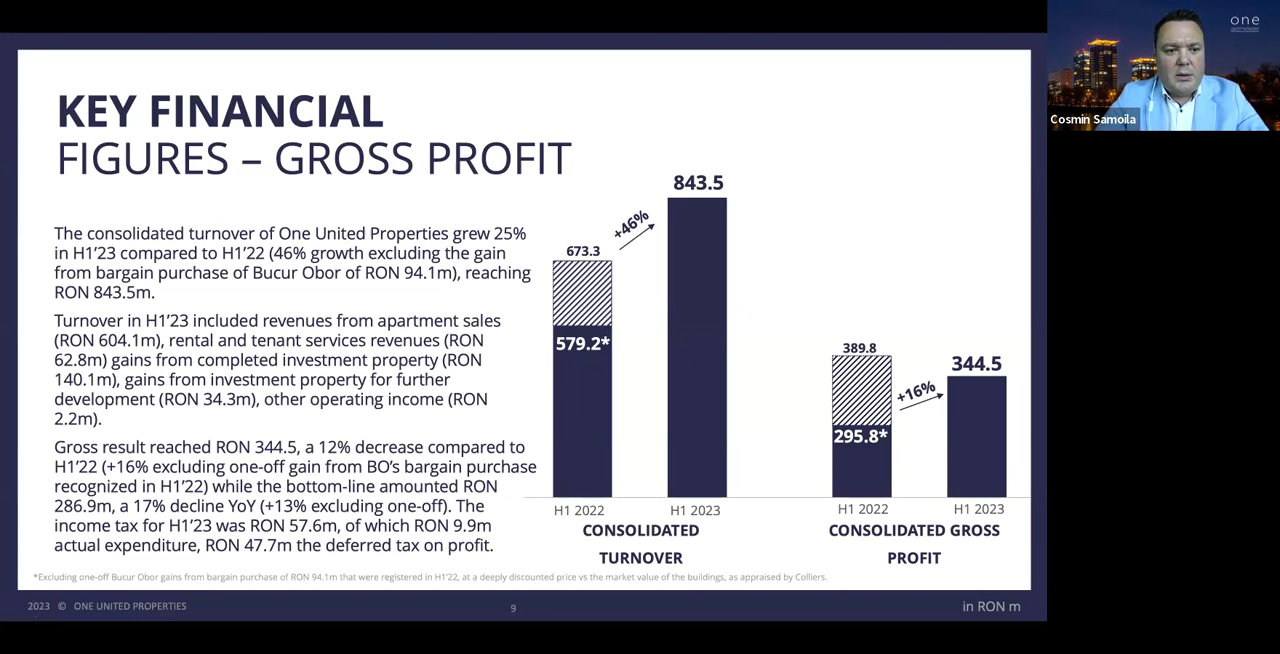 one
Cosmin Samoila
KEY FINANCIAL
FIGURES – GROSS PROFIT
The consolidated turnover of One United Properties grew 25%
in H1'23 compared to H1'22 (46% growth excluding the gain
from bargain purchase of Bucur Obor of RON 94.1m), reaching
RON 843.5m.
Turnover in H1'23 included revenues from apartment sales
(RON 604.1m), rental and tenant services revenues (RON
62.8m) gains from completed investment property (RON
140.1m), gains from investment property for further
development (RON 34.3m), other operating income (RON
2.2m).
Gross result reached RON 344.5, a 12% decrease compared to
H1'22 (+16% excluding one-off gain from BO's bargain purchase
recognized in H1'22) while the bottom-line amounted RON
286.9m, a 17% decline YoY (+13% excluding one-off). The
income tax for H1'23 was RON 57.6m, of which RON 9.9m
actual expenditure, RON 47.7m the deferred tax on profit.
843.5
+46%
673.3
579.2*
H1 2022
H1 2023
CONSOLIDATED
TURNOVER
389.8
344.5
+16%
295.8*
H1 2022
H1 2023
CONSOLIDATED GROSS
PROFIT
*Excluding one-off Bucur Obor gains from bargain purchase of RON 94.1m that were registered in H1'22, at a deeply discounted price vs the market value of the buildings, as appraised by Colliers.
2023 © ONE UNITED PROPERTIES
9
in RON m